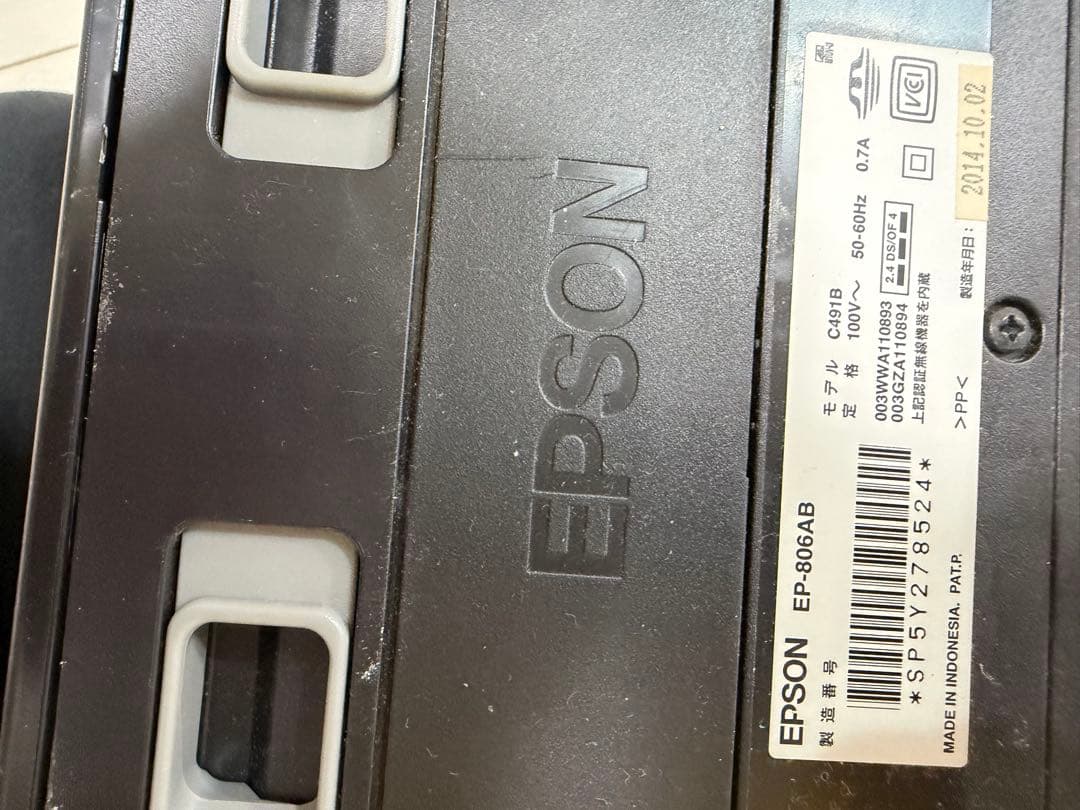 EPSON
EPSON EP-806AB
製造番号
*SP5Y278524*
MADE IN INDONESIA. PAT.P.
モデル C491B
定格 100V～ 50-60Hz 0.7A
003WWA110893
003GZA110894
2.4 DS/OF 4
上記認証無線機器を内蔵
>PP<
製造年月日：
2014.10.02
VCI